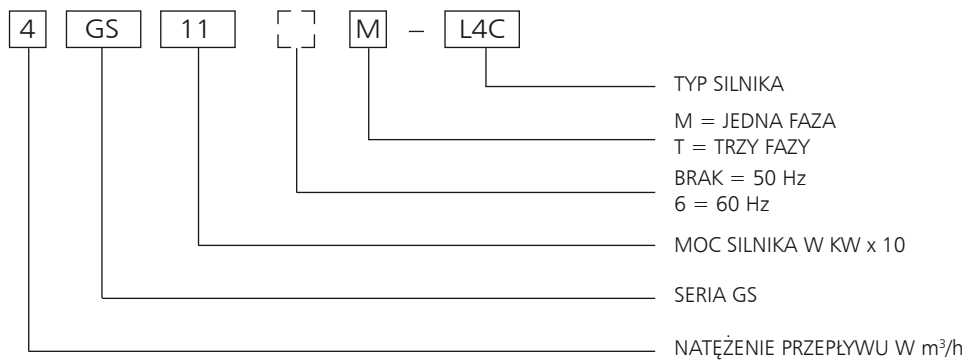 4 GS 11 M – L4C
TYP SILNIKA
M = JEDNA FAZA
T = TRZY FAZY
BRAK = 50 Hz
6 = 60 Hz
MOC SILNIKA W KW x 10
SERIA GS
NATĘŻENIE PRZEPŁYWU W m³/h